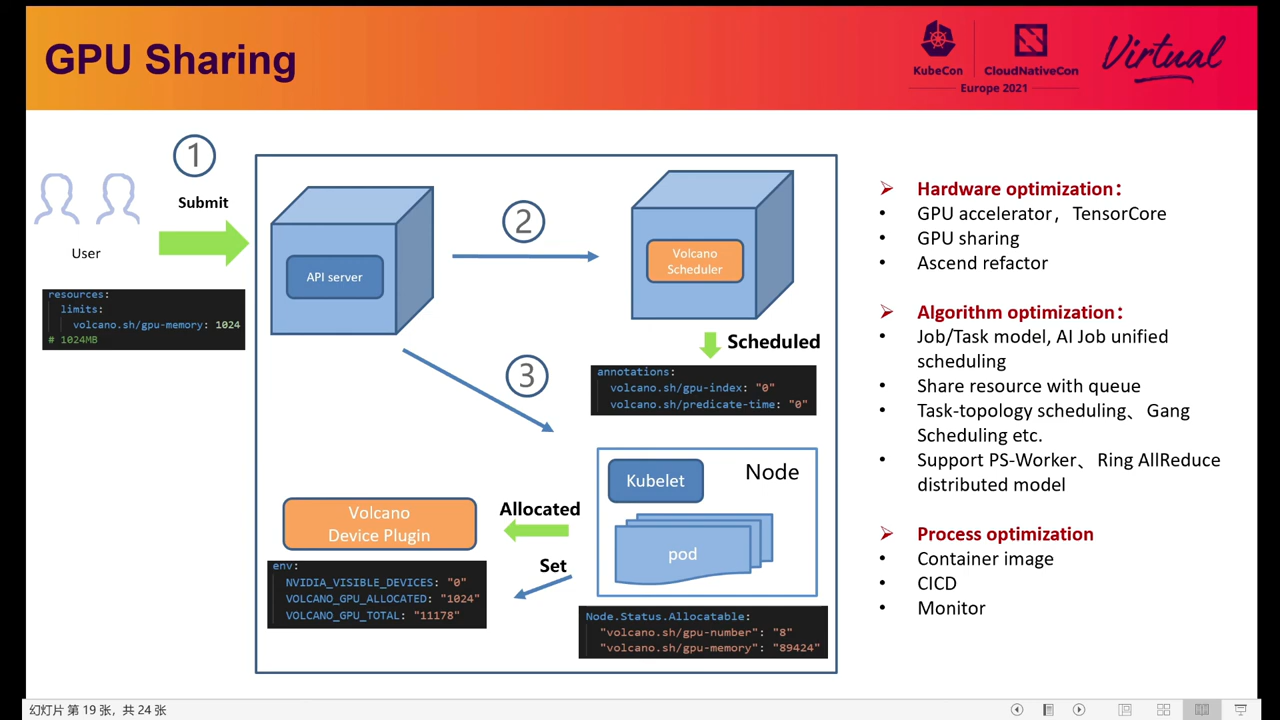 GPU Sharing
KubeCon
CloudNativeCon
Europe 2021
Virtual
1
Submit
User
resources:
limits:
volcano.sh/gpu-memory: 1024
# 1024MB
API server
2
Volcano
Scheduler
Scheduled
annotations:
volcano.sh/gpu-index: "0"
volcano.sh/predicate-time: "0"
3
Node
Kubelet
pod
Allocated
Volcano
Device Plugin
Set
env:
NVIDIA_VISIBLE_DEVICES: "0"
VOLCANO_GPU_ALLOCATED: "1024"
VOLCANO_GPU_TOTAL: "11178"
Node.Status.Allocatable:
"volcano.sh/gpu-number": "8"
"volcano.sh/gpu-memory": "89424"
➢ Hardware optimization：
• GPU accelerator，TensorCore
• GPU sharing
• Ascend refactor
➢ Algorithm optimization：
• Job/Task model, AI Job unified
scheduling
• Share resource with queue
• Task-topology scheduling、Gang
Scheduling etc.
• Support PS-Worker、Ring AllReduce
distributed model
➢ Process optimization
• Container image
• CICD
• Monitor
幻灯片 第 19 张，共 24 张